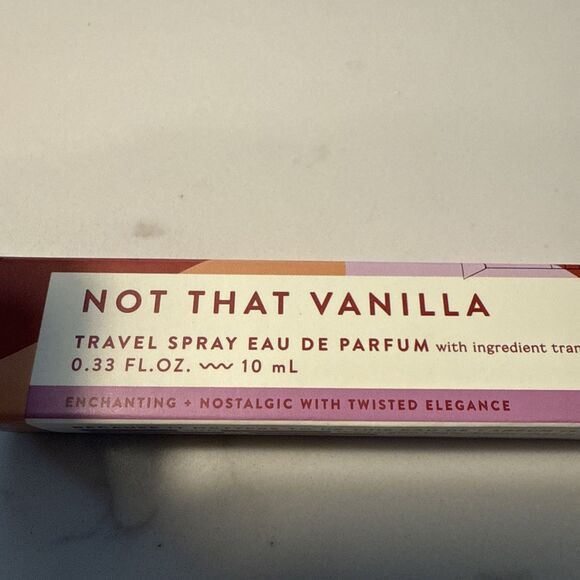 NOT THAT VANILLA
TRAVEL SPRAY EAU DE PARFUM with ingredient
0.33 FL.OZ. 10 mL
ENCHANTING + NOSTALGIC WITH TWISTED ELEGANCE